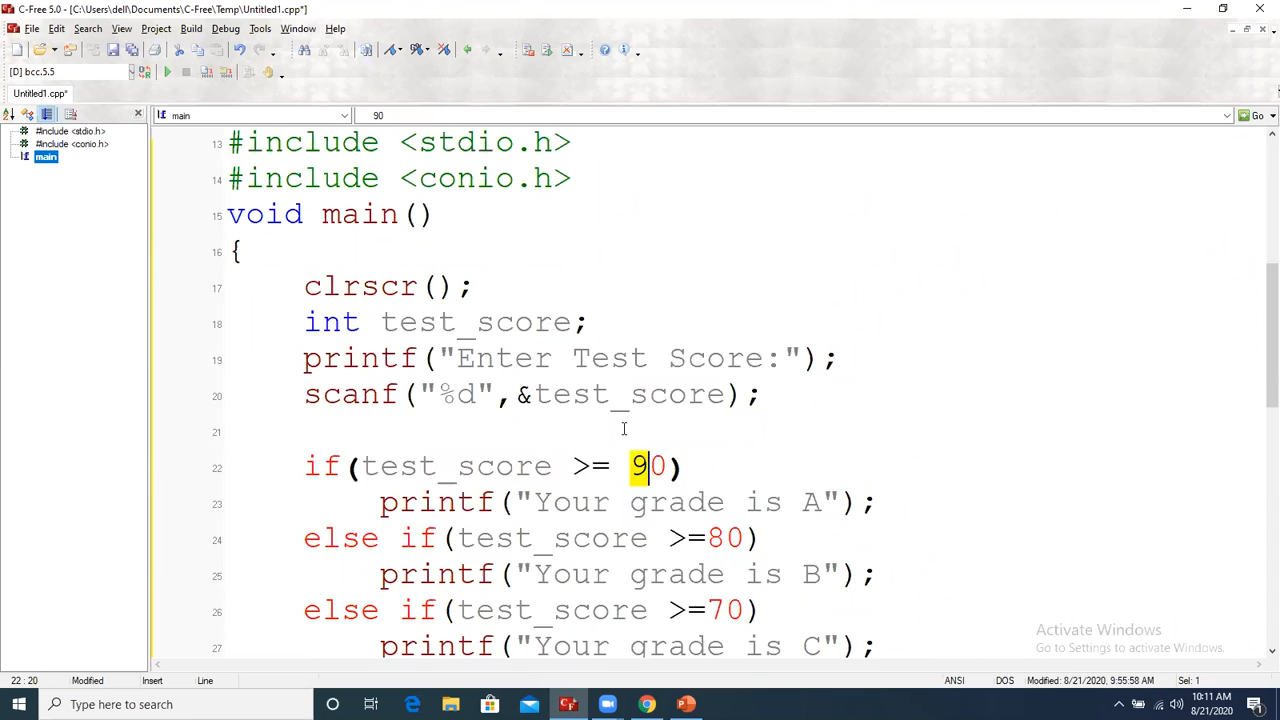 C-Free 5.0 - [C:\Users\dell\Documents\C-Free\Temp\Untitled1.cpp*]
File Edit Search View Project Build Debug Tools Window Help
[D] bcc.5.5
Untitled1.cpp*
main
90
Go
#include <stdio.h>
#include <conio.h>
main
13 #include <stdio.h>
14 #include <conio.h>
15 void main()
16 {
17 clrscr();
18 int test_score;
19 printf("Enter Test Score:");
20 scanf("%d",&test_score);
21
22 if(test_score >= 90)
23 printf("Your grade is A");
24 else if(test_score >=80)
25 printf("Your grade is B");
26 else if(test_score >=70)
27 printf("Your grade is C");
Activate Windows
Go to Settings to activate Windows.
22 : 20 Modified Insert Line ANSI DOS Modified: 8/21/2020, 9:55:58 AM Sel: 1
Type here to search
10:11 AM
8/21/2020